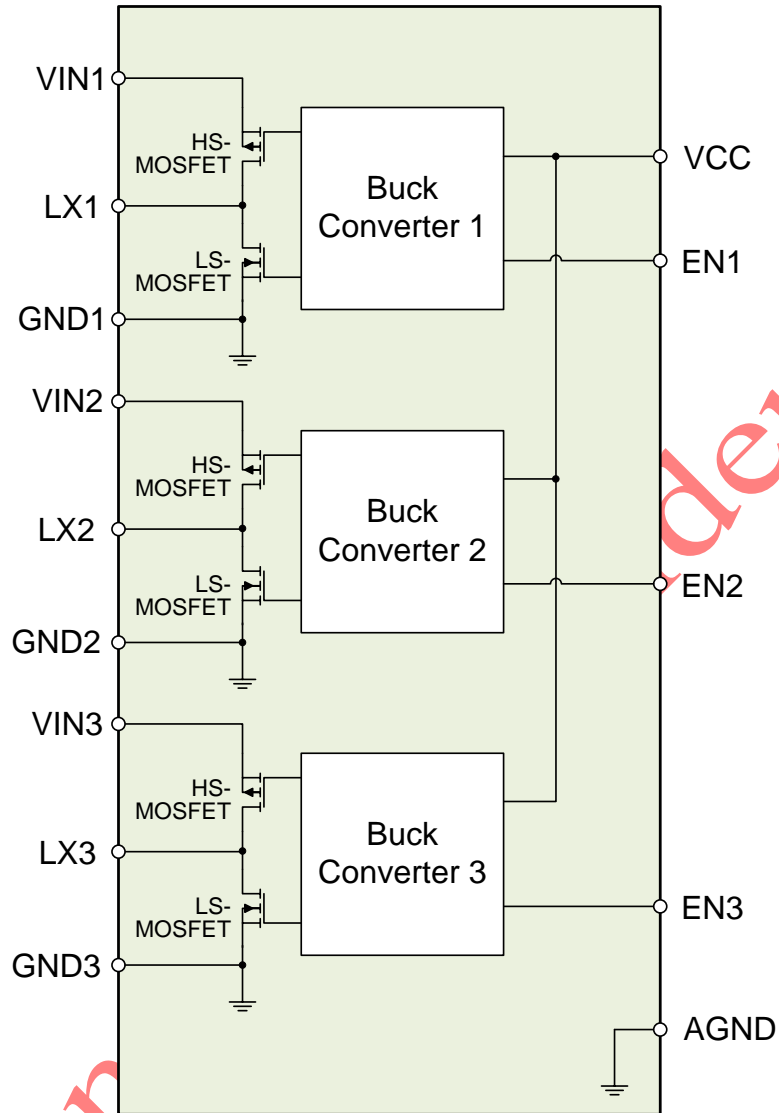 VIN1
HS-
MOSFET
LX1
LS-
MOSFET
GND1
Buck
Converter 1
VCC
EN1
VIN2
HS-
MOSFET
LX2
LS-
MOSFET
GND2
Buck
Converter 2
EN2
VIN3
HS-
MOSFET
LX3
LS-
MOSFET
GND3
Buck
Converter 3
EN3
AGND